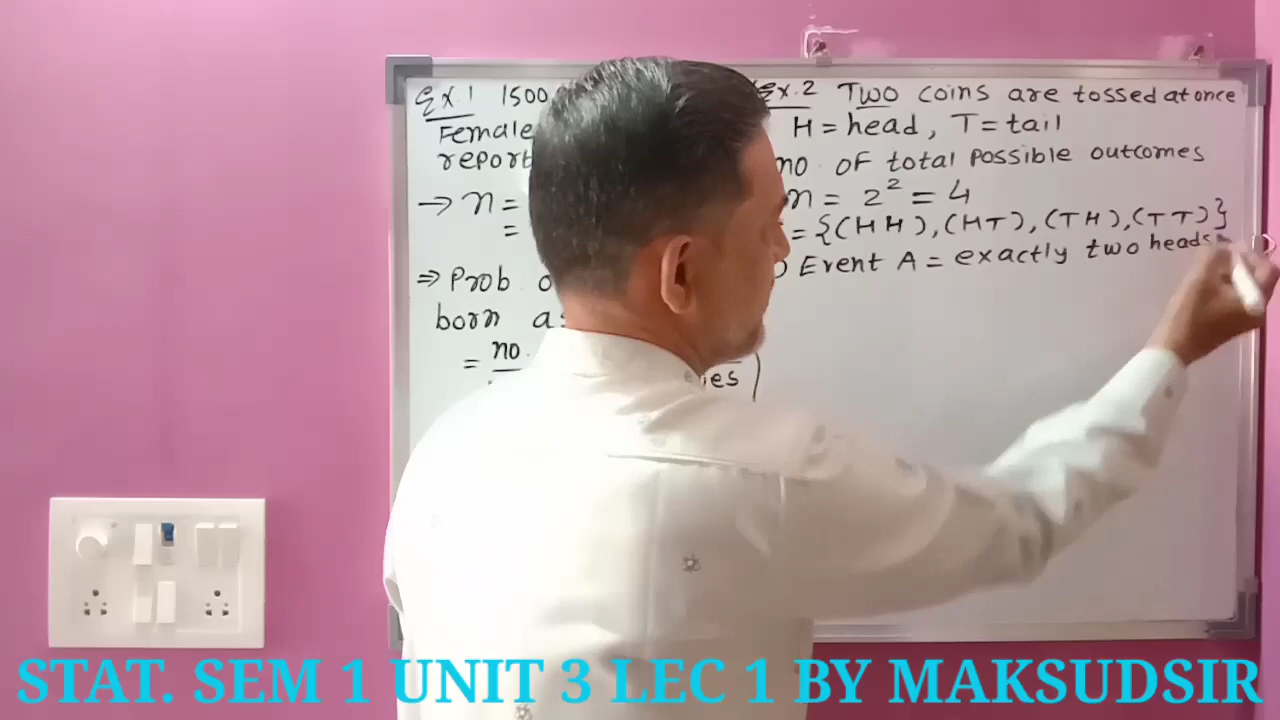 Ex.1 1500
Female
report
→ n =
=
⇒ Prob
born
= no.
Ex.2 Two coins are tossed at once
H = head, T = tail
no. of total possible outcomes
n = 2² = 4
= {(HH), (HT), (TH), (TT)}
) Event A = exactly two heads
STAT. SEM 1 UNIT 3 LEC 1 BY MAKSUDSIR